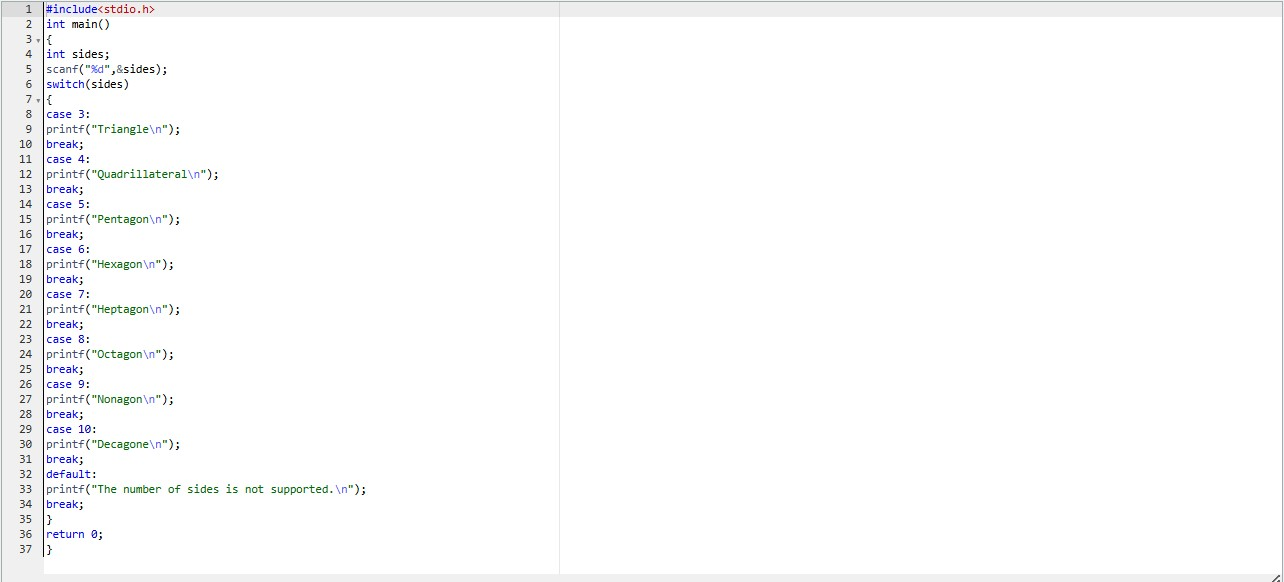 1 #include<stdio.h>
2 int main()
3 {
4 int sides;
5 scanf("%d",&sides);
6 switch(sides)
7 {
8 case 3:
9 printf("Triangle\n");
10 break;
11 case 4:
12 printf("Quadrillateral\n");
13 break;
14 case 5:
15 printf("Pentagon\n");
16 break;
17 case 6:
18 printf("Hexagon\n");
19 break;
20 case 7:
21 printf("Heptagon\n");
22 break;
23 case 8:
24 printf("Octagon\n");
25 break;
26 case 9:
27 printf("Nonagon\n");
28 break;
29 case 10:
30 printf("Decagone\n");
31 break;
32 default:
33 printf("The number of sides is not supported.\n");
34 break;
35 }
36 return 0;
37 }